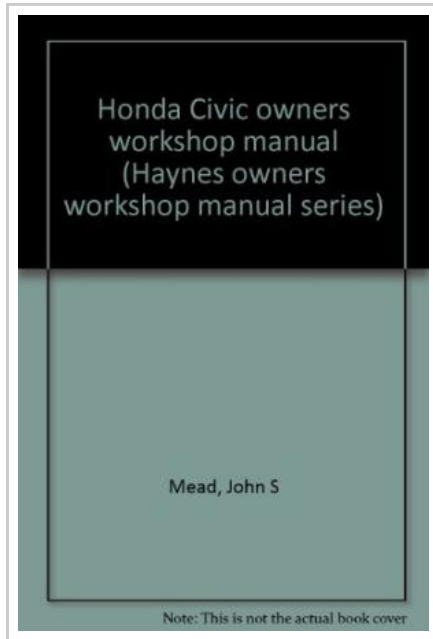 Honda Civic owners
workshop manual
(Haynes owners
workshop manual series)
Mead, John S
Note: This is not the actual book cover